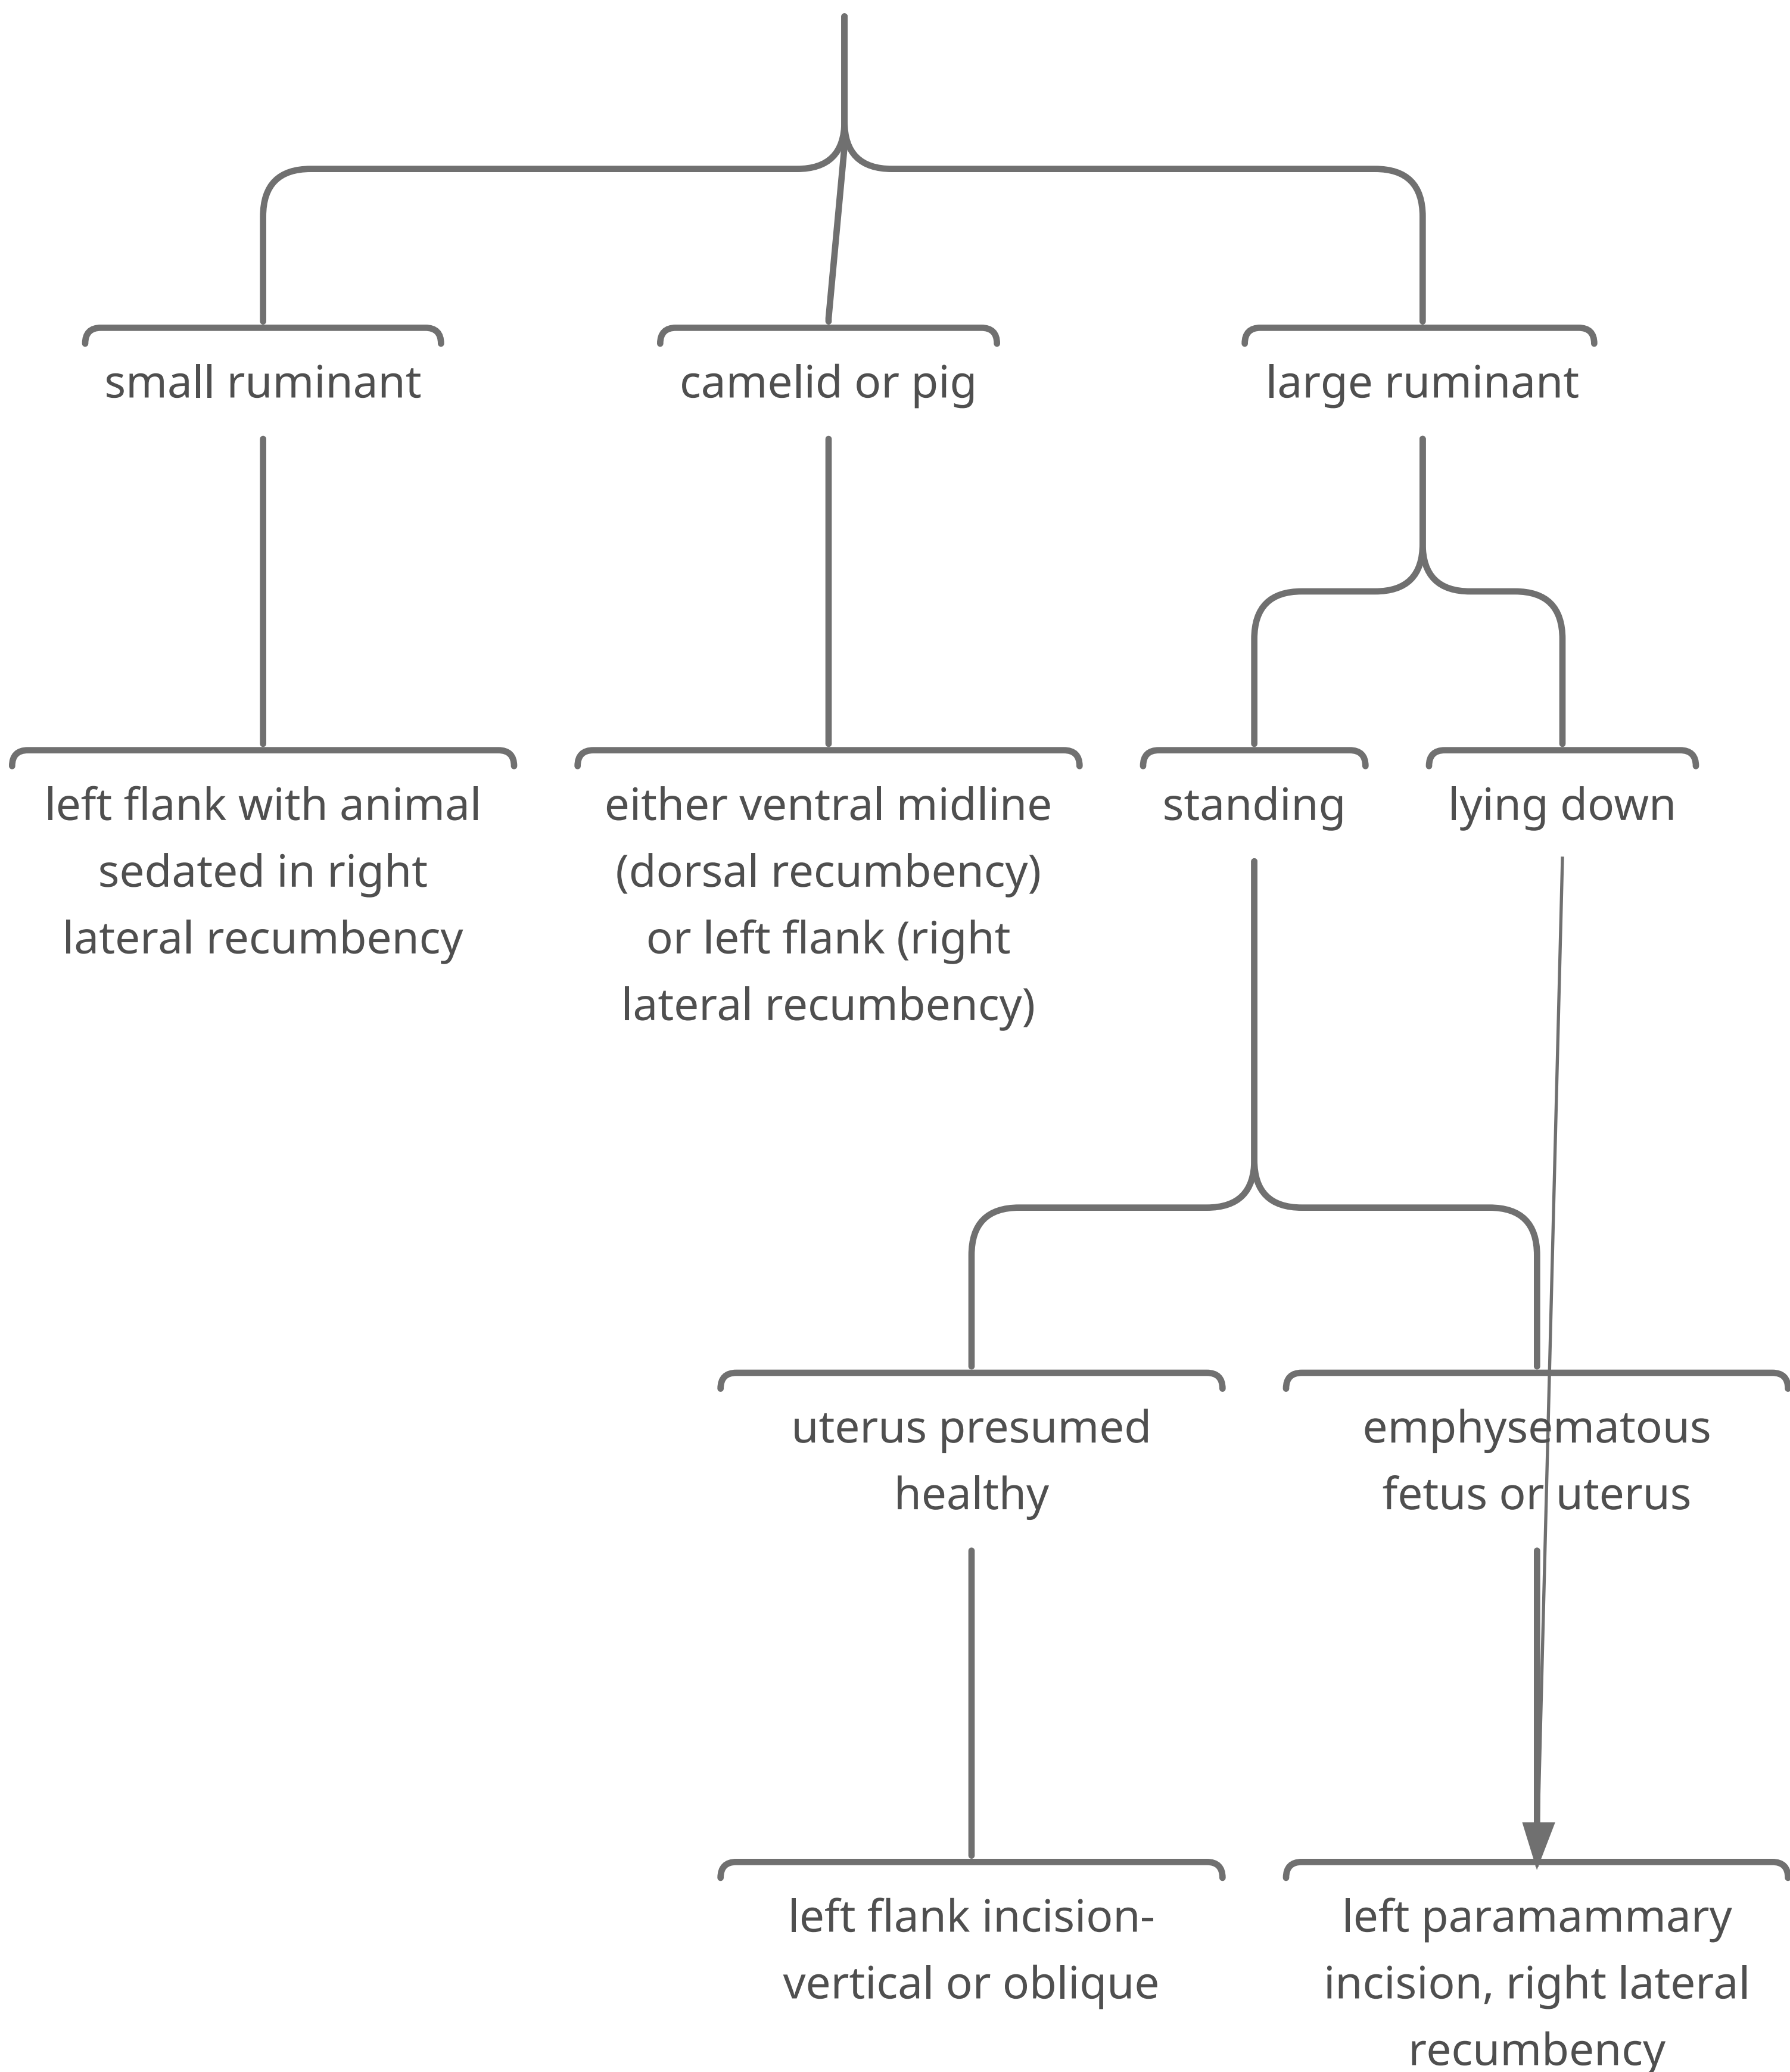 small ruminant
camelid or pig
large ruminant
left flank with animal
sedated in right
lateral recumbency
either ventral midline
(dorsal recumbency)
or left flank (right
lateral recumbency)
standing
lying down
uterus presumed
healthy
emphysematous
fetus or uterus
left flank incision-
vertical or oblique
left paramammary
incision, right lateral
recumbency